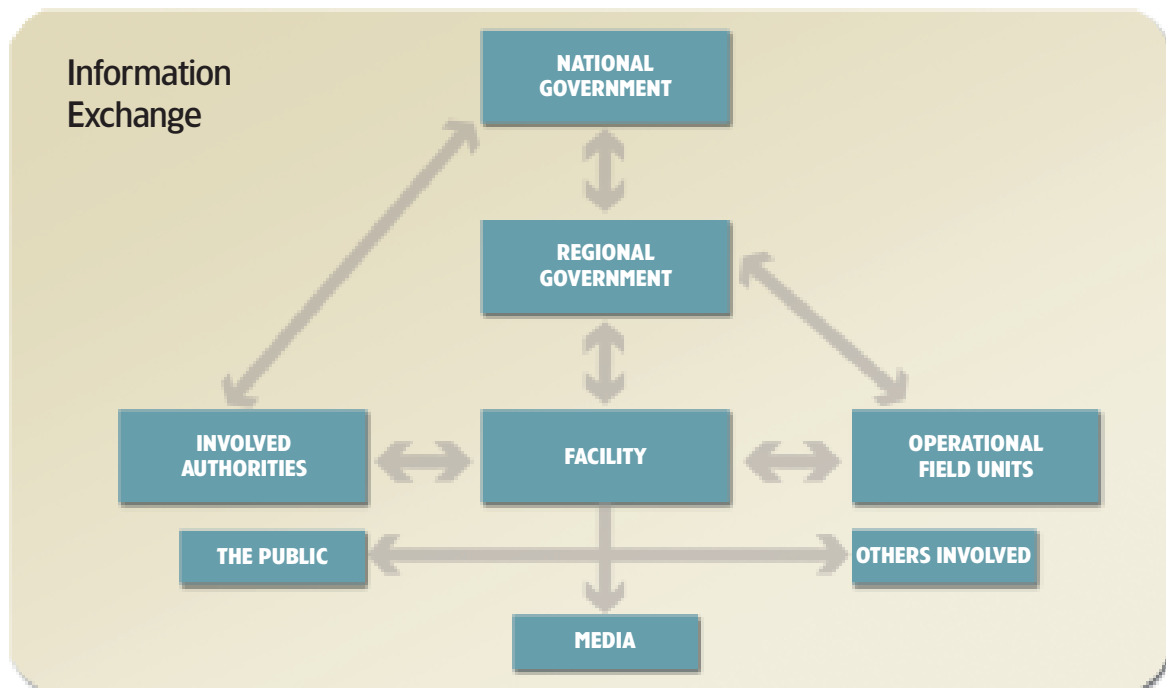 Information
Exchange
NATIONAL
GOVERNMENT
REGIONAL
GOVERNMENT
INVOLVED
AUTHORITIES
FACILITY
OPERATIONAL
FIELD UNITS
THE PUBLIC
OTHERS INVOLVED
MEDIA